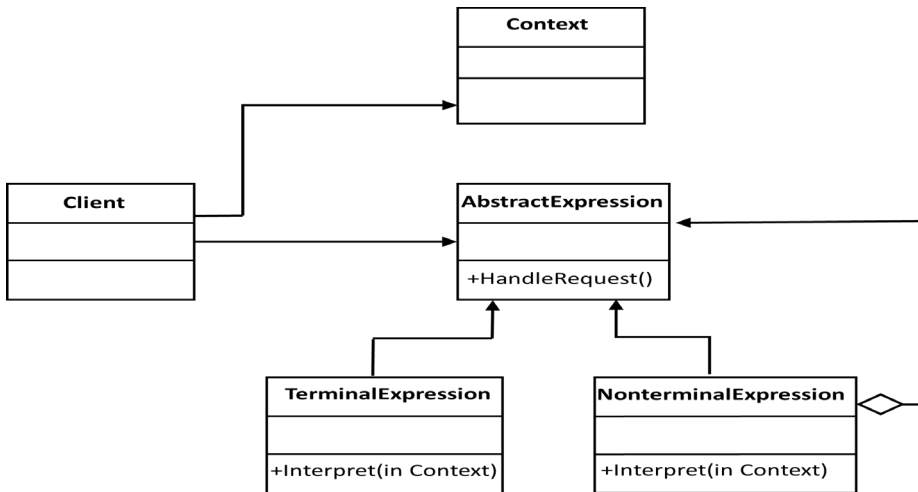 Context
Client
AbstractExpression
+HandleRequest()
TerminalExpression
+Interpret(in Context)
NonterminalExpression
+Interpret(in Context)